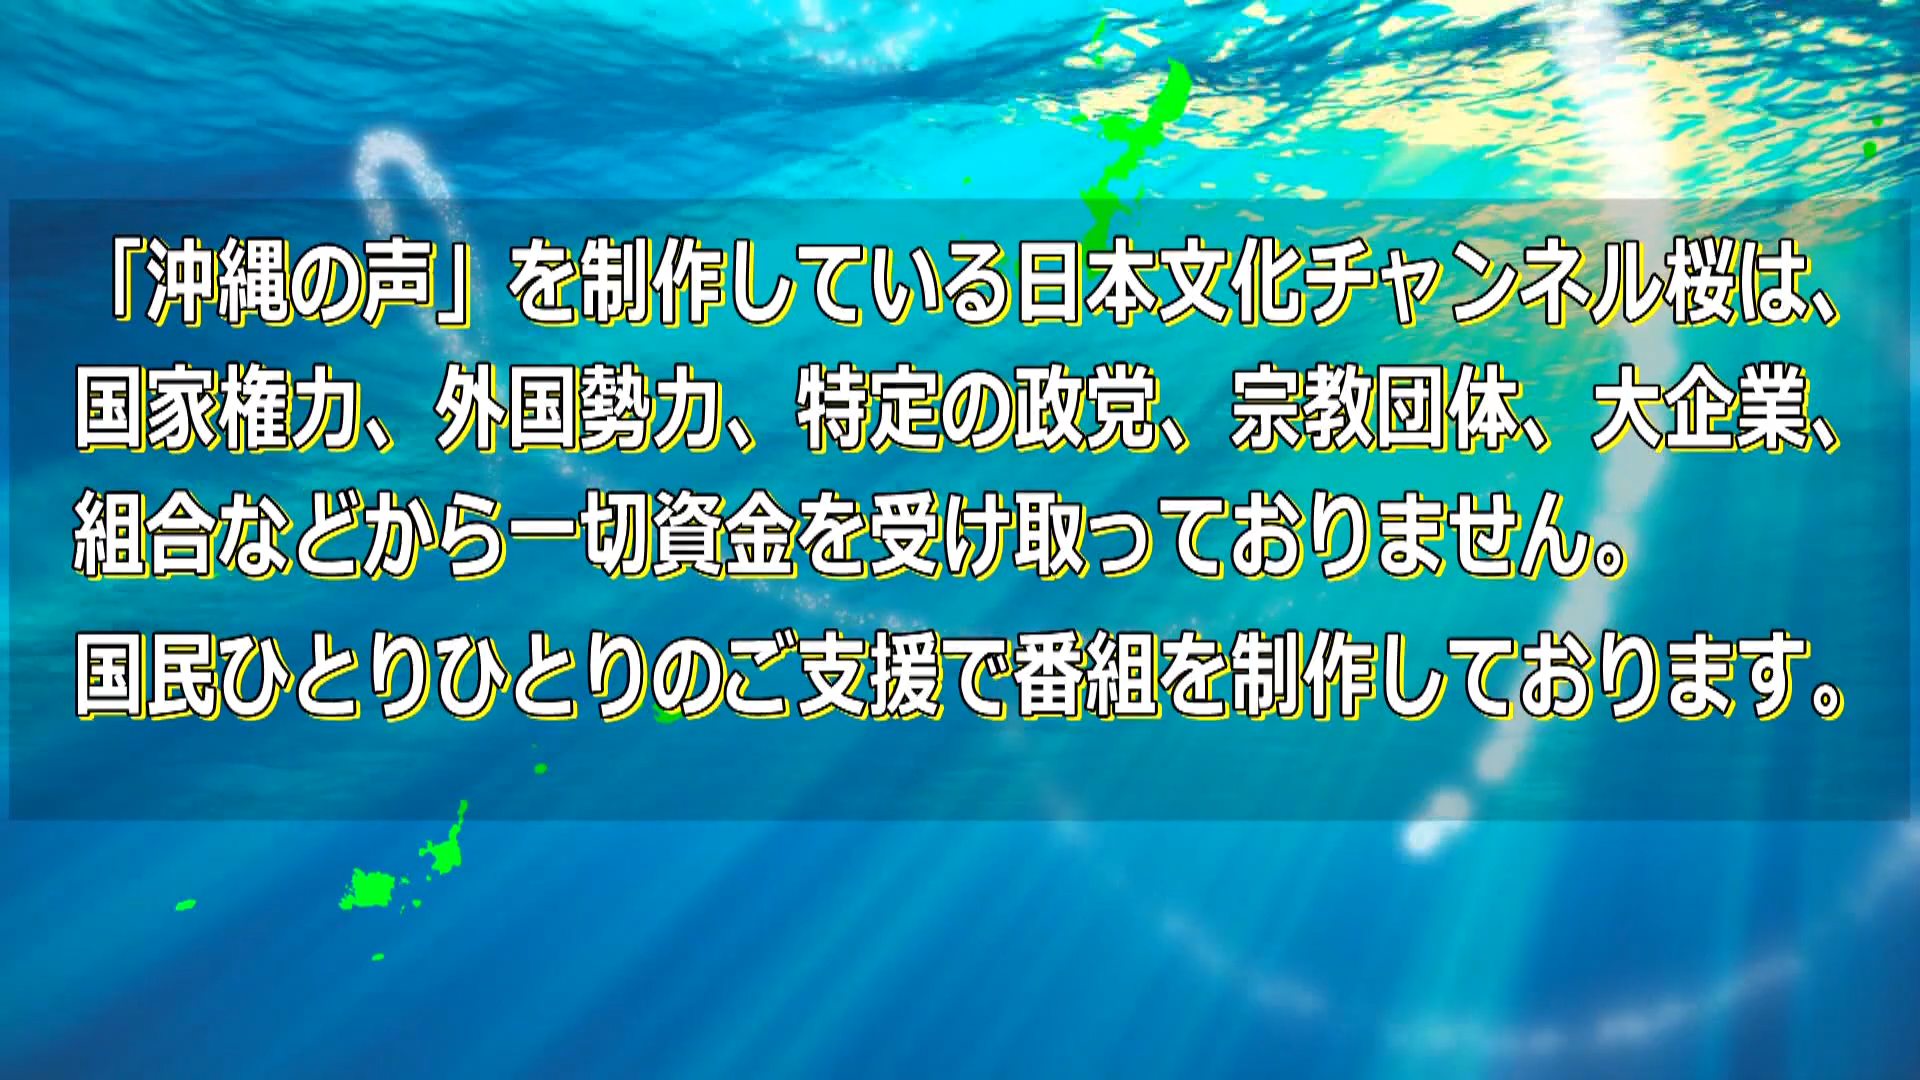 「沖縄の声」を制作している日本文化チャンネル桜は、
国家権力、外国勢力、特定の政党、宗教団体、大企業、
組合などから一切資金を受け取っておりません。
国民ひとりひとりのご支援で番組を制作しております。